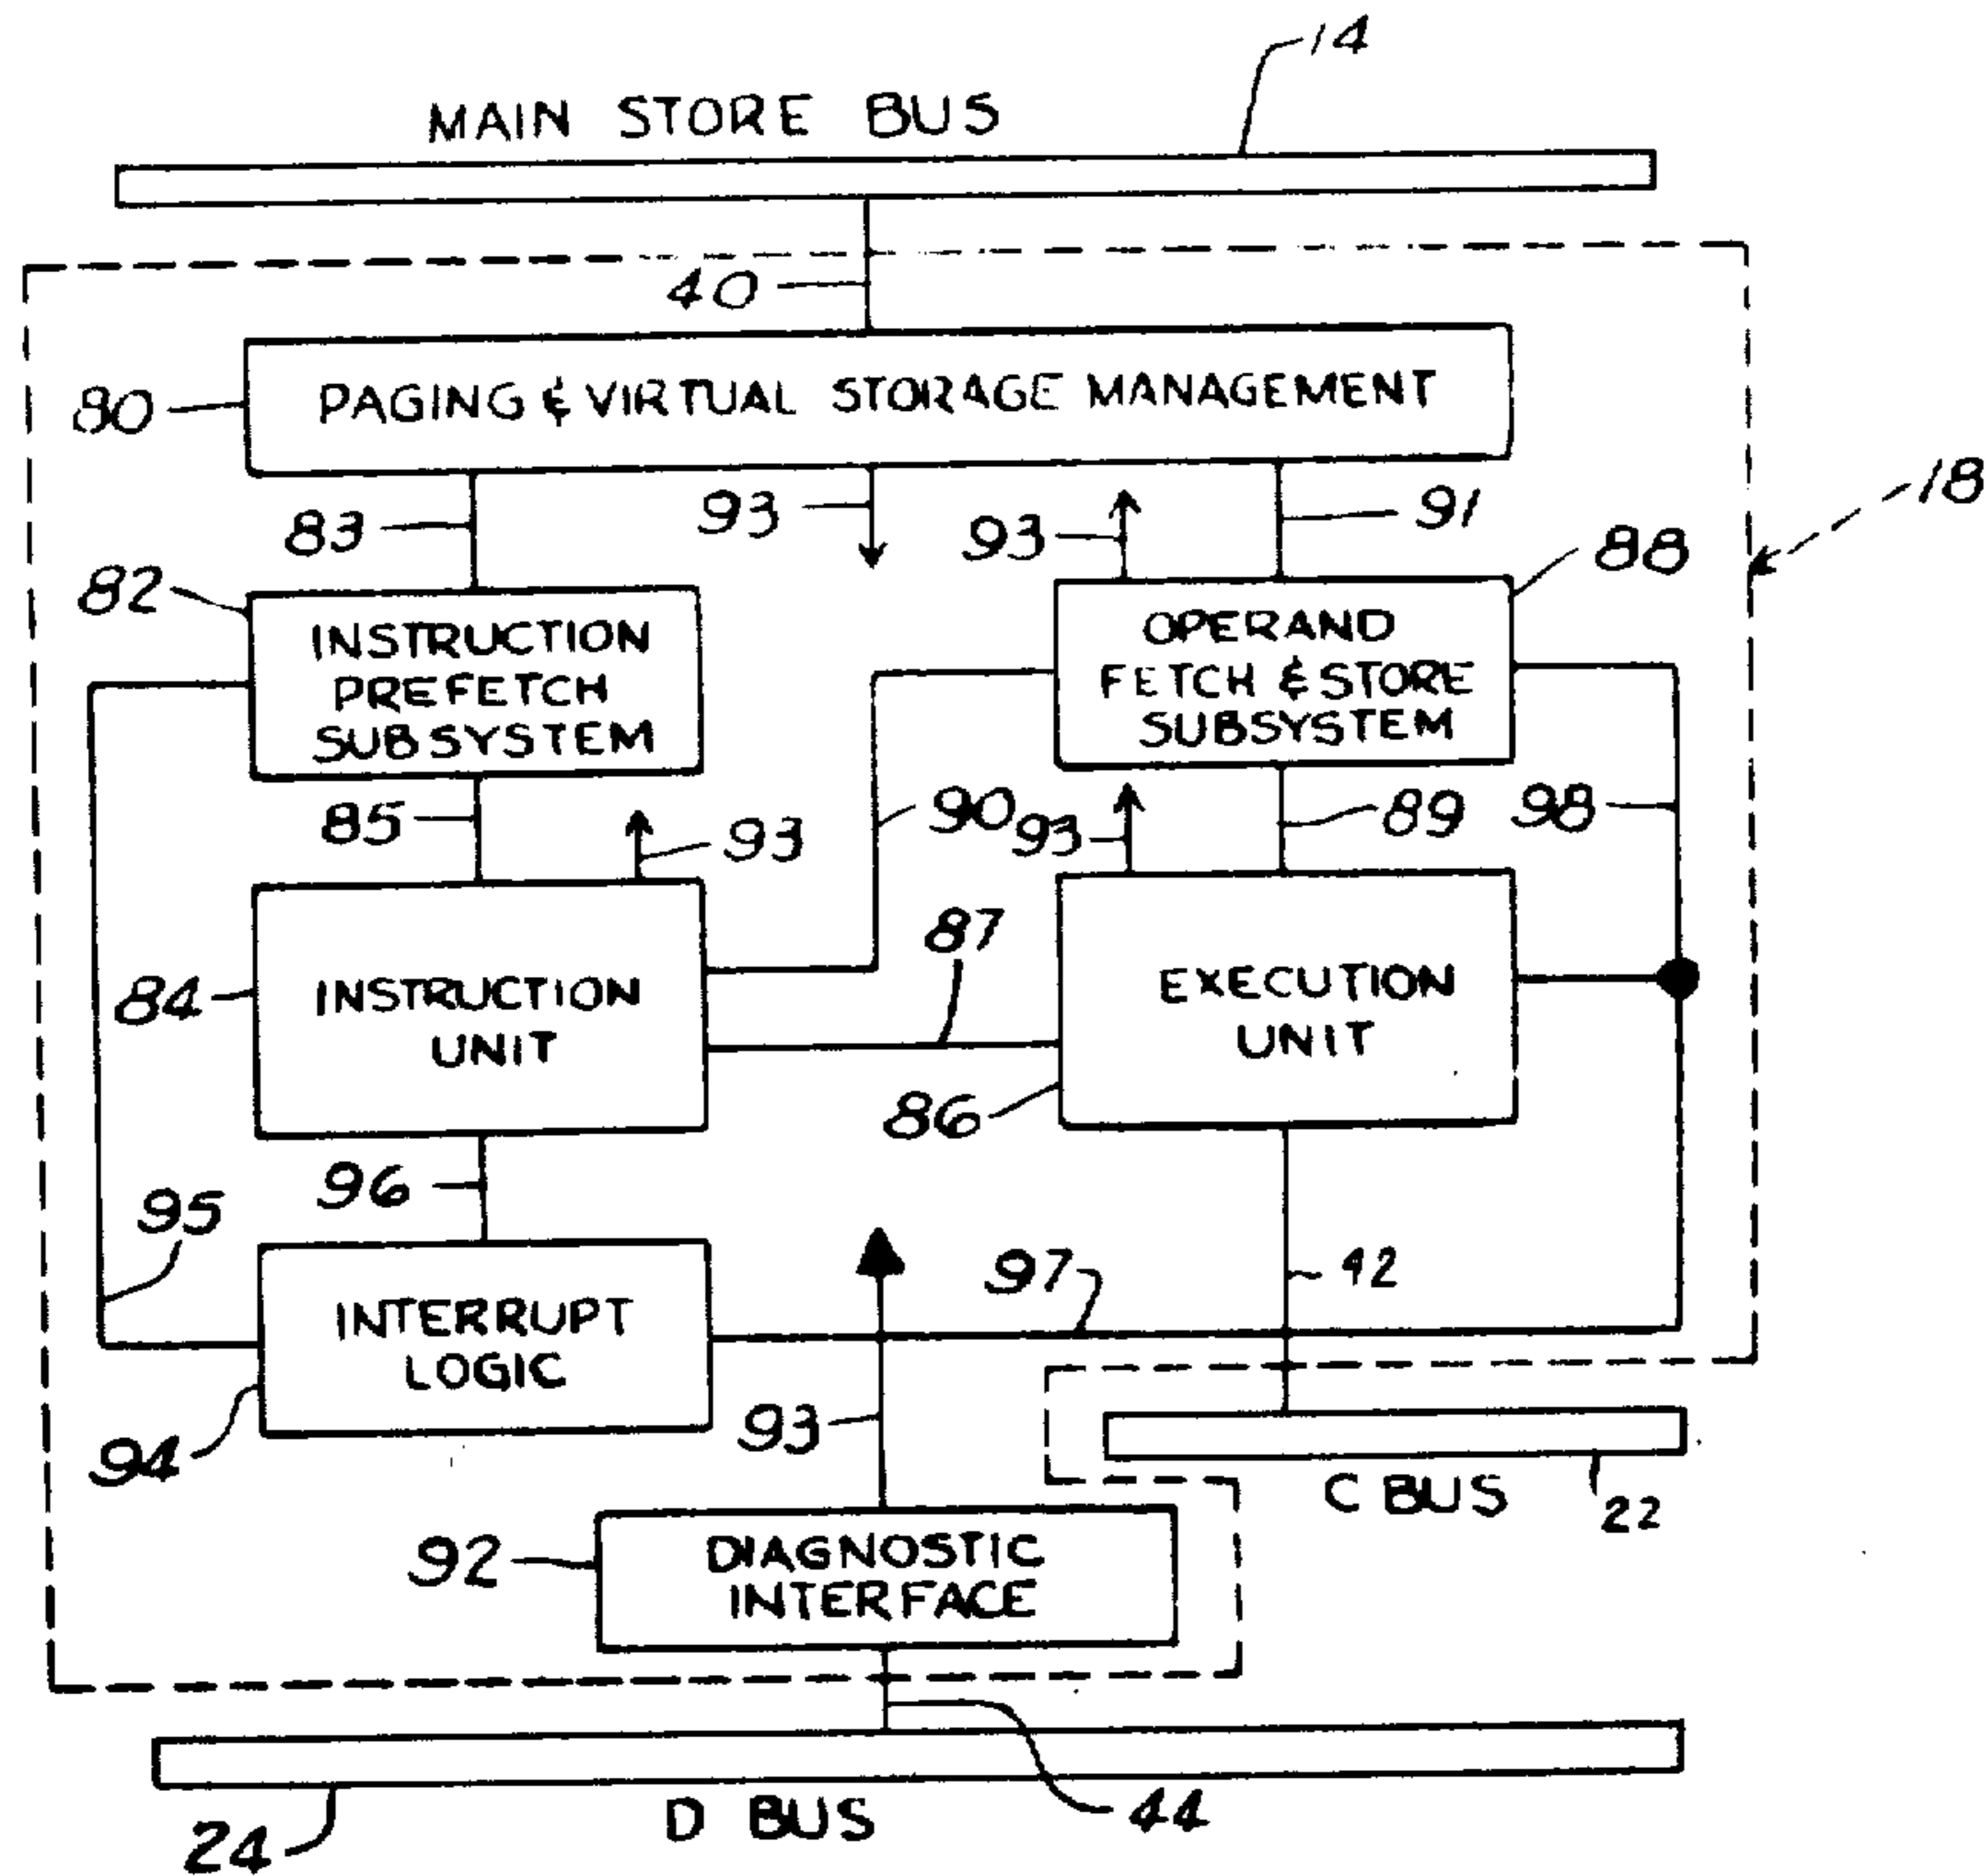 14
MAIN STORE BUS
40
80
PAGING & VIRTUAL STORAGE MANAGEMENT
18
83
93
93
91
88
82
INSTRUCTION
PREFETCH
SUBSYSTEM
OPERAND
FETCH & STORE
SUBSYSTEM
85
93
90
93
89
98
87
84
INSTRUCTION
UNIT
EXECUTION
UNIT
86
96
95
97
42
INTERRUPT
LOGIC
94
93
C BUS
22
92
DIAGNOSTIC
INTERFACE
44
D BUS
24